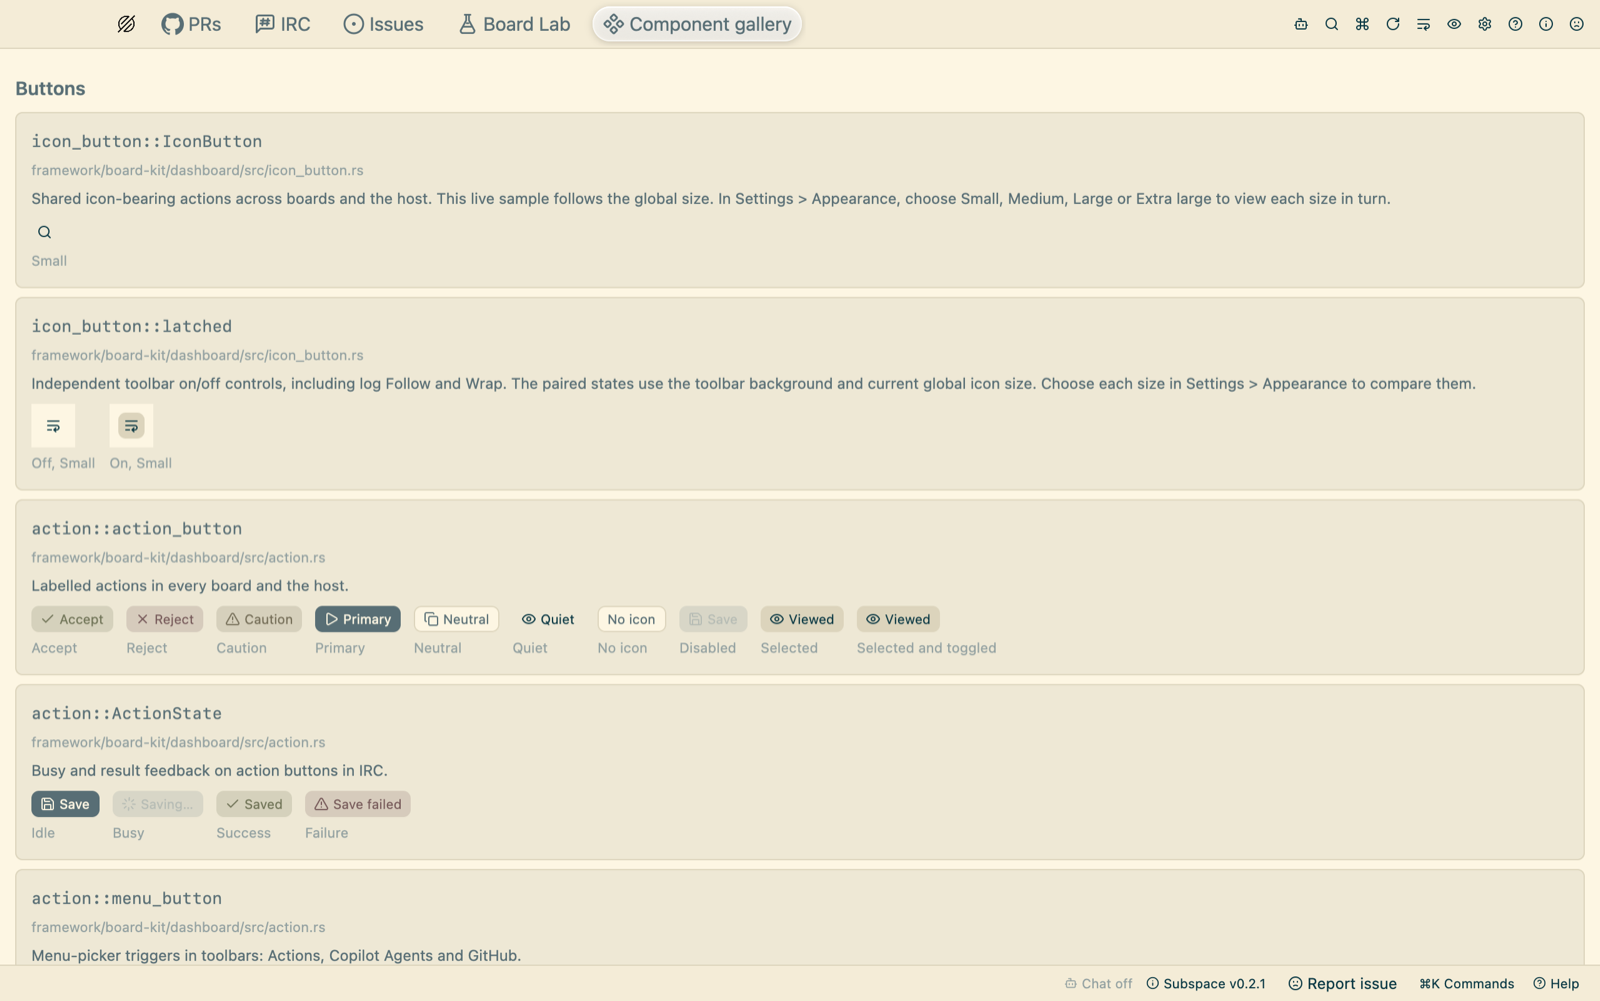 PRs
IRC
Issues
Board Lab
Component gallery
Buttons
icon_button::IconButton
framework/board-kit/dashboard/src/icon_button.rs
Shared icon-bearing actions across boards and the host. This live sample follows the global size. In Settings > Appearance, choose Small, Medium, Large or Extra large to view each size in turn.
Small
icon_button::latched
framework/board-kit/dashboard/src/icon_button.rs
Independent toolbar on/off controls, including log Follow and Wrap. The paired states use the toolbar background and current global icon size. Choose each size in Settings > Appearance to compare them.
Off, Small On, Small
action::action_button
framework/board-kit/dashboard/src/action.rs
Labelled actions in every board and the host.
Accept Reject Caution Primary Neutral Quiet No icon Save Viewed Viewed
Accept Reject Caution Primary Neutral Quiet No icon Disabled Selected Selected and toggled
action::ActionState
framework/board-kit/dashboard/src/action.rs
Busy and result feedback on action buttons in IRC.
Save Saving... Saved Save failed
Idle Busy Success Failure
action::menu_button
framework/board-kit/dashboard/src/action.rs
Menu-picker triggers in toolbars: Actions, Copilot Agents and GitHub.
Chat off Subspace v0.2.1 Report issue ⌘K Commands Help